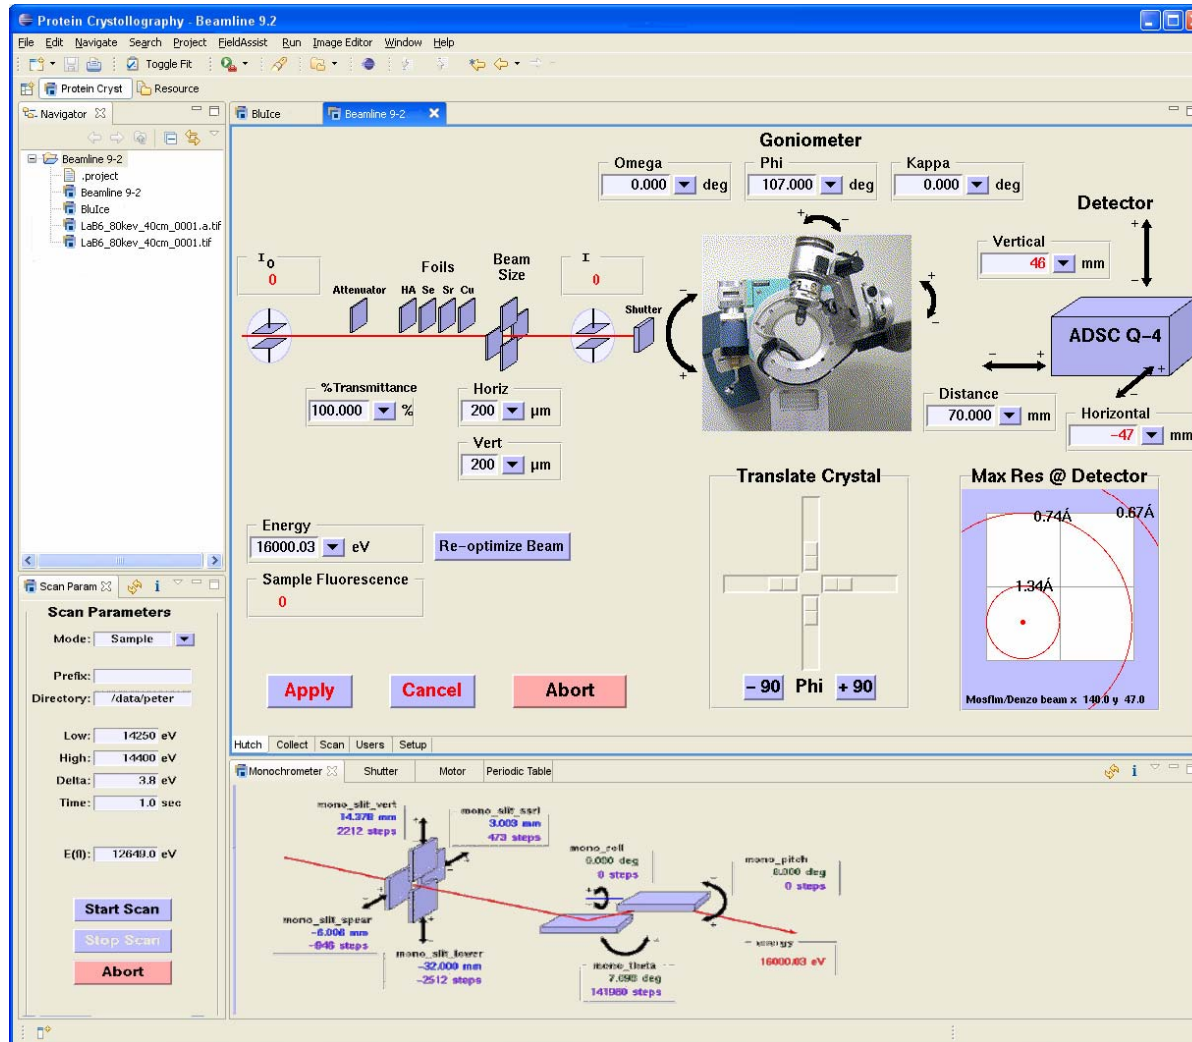 Protein Crystollography - Beamline 9.2
File Edit Navigate Search Project FieldAssist Run Image Editor Window Help
Toggle Fit
Protein Cryst Resource
Navigator
Beamline 9-2
.project
Beamline 9-2
BluIce
LaB6_80kev_40cm_0001.a.tif
LaB6_80kev_40cm_0001.tif
Scan Param
Scan Parameters
Mode: Sample
Prefix:
Directory: /data/peter
Low: 14250 eV
High: 14400 eV
Delta: 3.8 eV
Time: 1.0 sec
E(fl): 12649.0 eV
Start Scan
Stop Scan
Abort
BluIce Beamline 9-2
Goniometer
Omega Phi Kappa
0.000 deg 107.000 deg 0.000 deg
Detector
Vertical
46 mm
ADSC Q-4
Distance
70.000 mm
Horizontal
-47 mm
I0
0
Attenuator
Foils
HA Se Sr Cu
Beam
Size
I
0
Shutter
%Transmittance
100.000 %
Horiz
200 µm
Vert
200 µm
Energy
16000.03 eV
Re-optimize Beam
Sample Fluorescence
0
Apply Cancel Abort
Translate Crystal
- 90 Phi + 90
Max Res @ Detector
0.74Å 0.67Å
1.34Å
Mosflm/Denzo beam x 140.0 y 47.0
Hutch Collect Scan Users Setup
Monochrometer Shutter Motor Periodic Table
mono_slit_vert
14.378 mm
2212 steps
mono_slit_ssrl
3.003 mm
473 steps
mono_slit_spear
-6.006 mm
-946 steps
mono_slit_lower
-32.000 mm
-2512 steps
mono_roll
0.000 deg
0 steps
mono_pitch
0.000 deg
0 steps
mono_theta
7.098 deg
141980 steps
energy
16000.03 eV